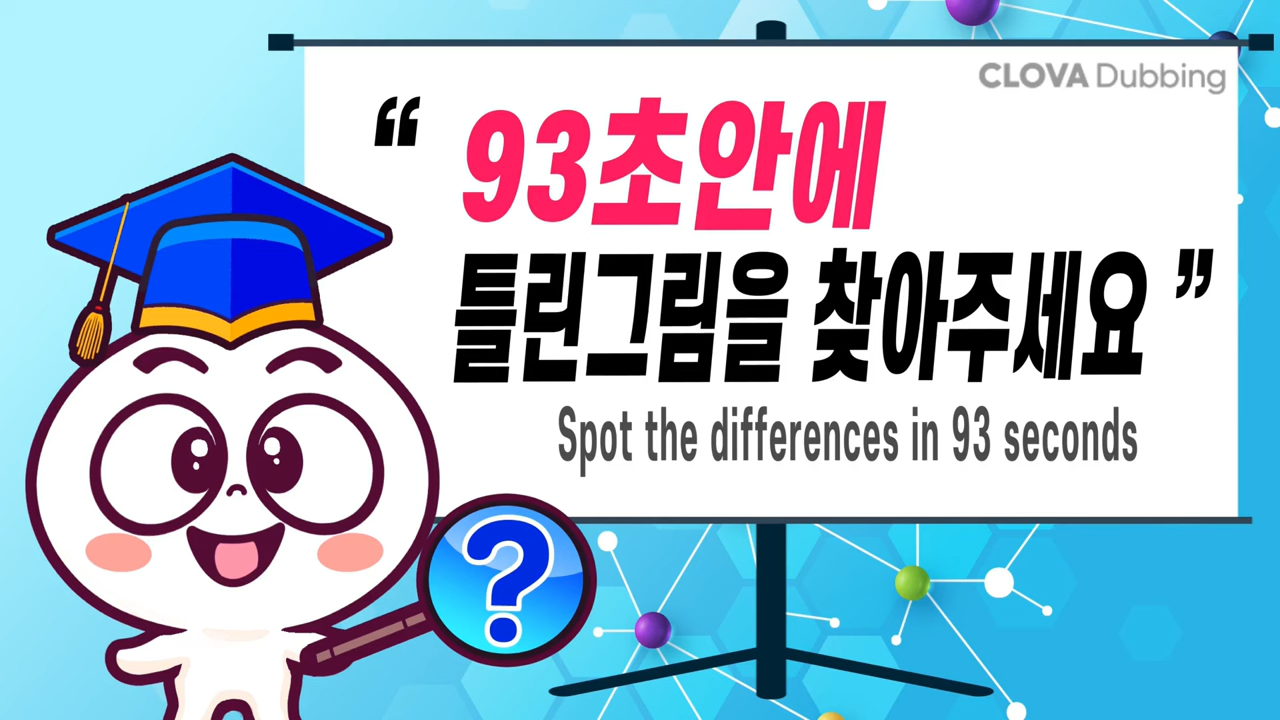 CLOVA Dubbing
“ 93초안에
틀린그림을 찾아주세요 ”
Spot the differences in 93 seconds
?